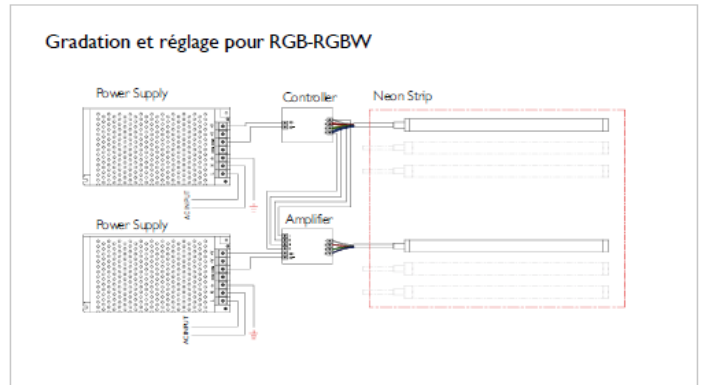 Gradation et réglage pour RGB-RGBW
Power Supply
Controller
Neon Strip
AC INPUT
Power Supply
Amplifier
AC INPUT